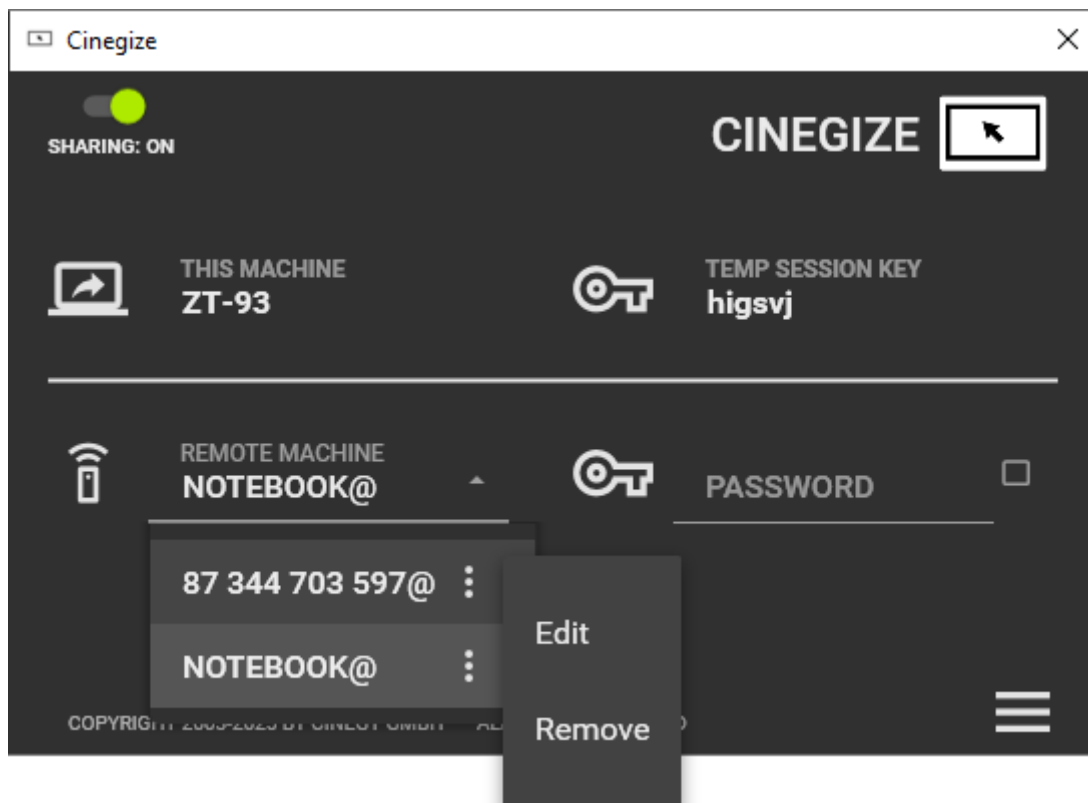 Cinegize
SHARING: ON
CINEGIZE
THIS MACHINE
ZT-93
TEMP SESSION KEY
higsvj
REMOTE MACHINE
NOTEBOOK@
PASSWORD
87 344 703 597@
NOTEBOOK@
Edit
Remove